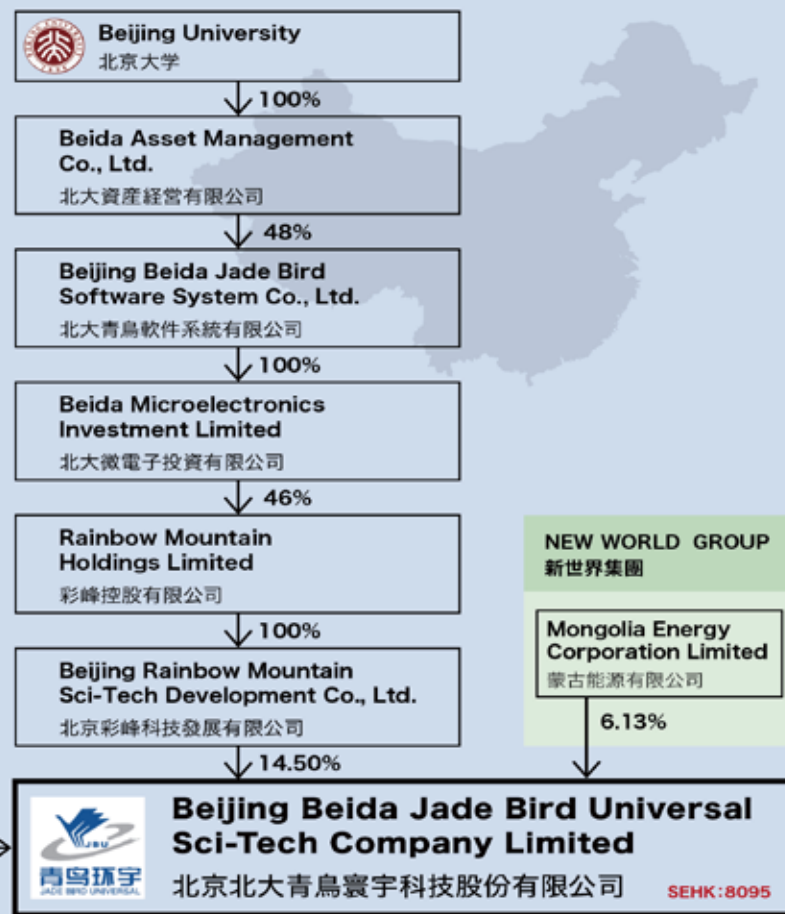 Beijing University
北京大学
100%
Beida Asset Management
Co., Ltd.
北大資産経営有限公司
48%
Beijing Beida Jade Bird
Software System Co., Ltd.
北大青鳥軟件系統有限公司
100%
Beida Microelectronics
Investment Limited
北大微電子投資有限公司
46%
Rainbow Mountain
Holdings Limited
彩峰控股有限公司
100%
Beijing Rainbow Mountain
Sci-Tech Development Co., Ltd.
北京彩峰科技發展有限公司
14.50%
NEW WORLD GROUP
新世界集團
Mongolia Energy
Corporation Limited
蒙古能源有限公司
6.13%
JBU
青鸟环宇
JADE BIRD UNIVERSAL
Beijing Beida Jade Bird Universal
Sci-Tech Company Limited
北京北大青鳥寰宇科技股份有限公司
SEHK:8095